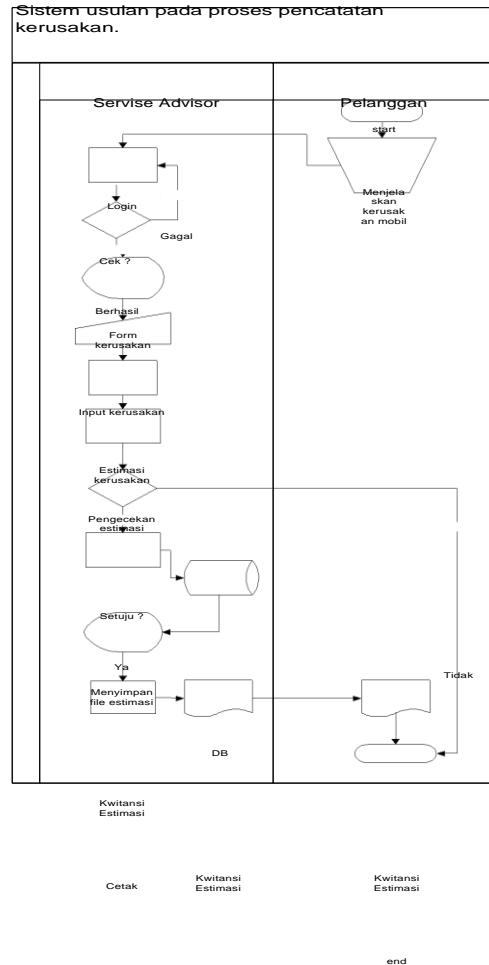 Sistem usulan pada proses pencatatan
kerusakan.
Servise Advisor
Pelanggan
start
Menjela
skan
kerusak
an mobil
Login
Gagal
Cek ?
Berhasil
Form
kerusakan
Input kerusakan
Estimasi
kerusakan
Pengecekan
estimasi
Setuju ?
Ya
Tidak
Menyimpan
file estimasi
DB
Kwitansi
Estimasi
Cetak
Kwitansi
Estimasi
Kwitansi
Estimasi
end